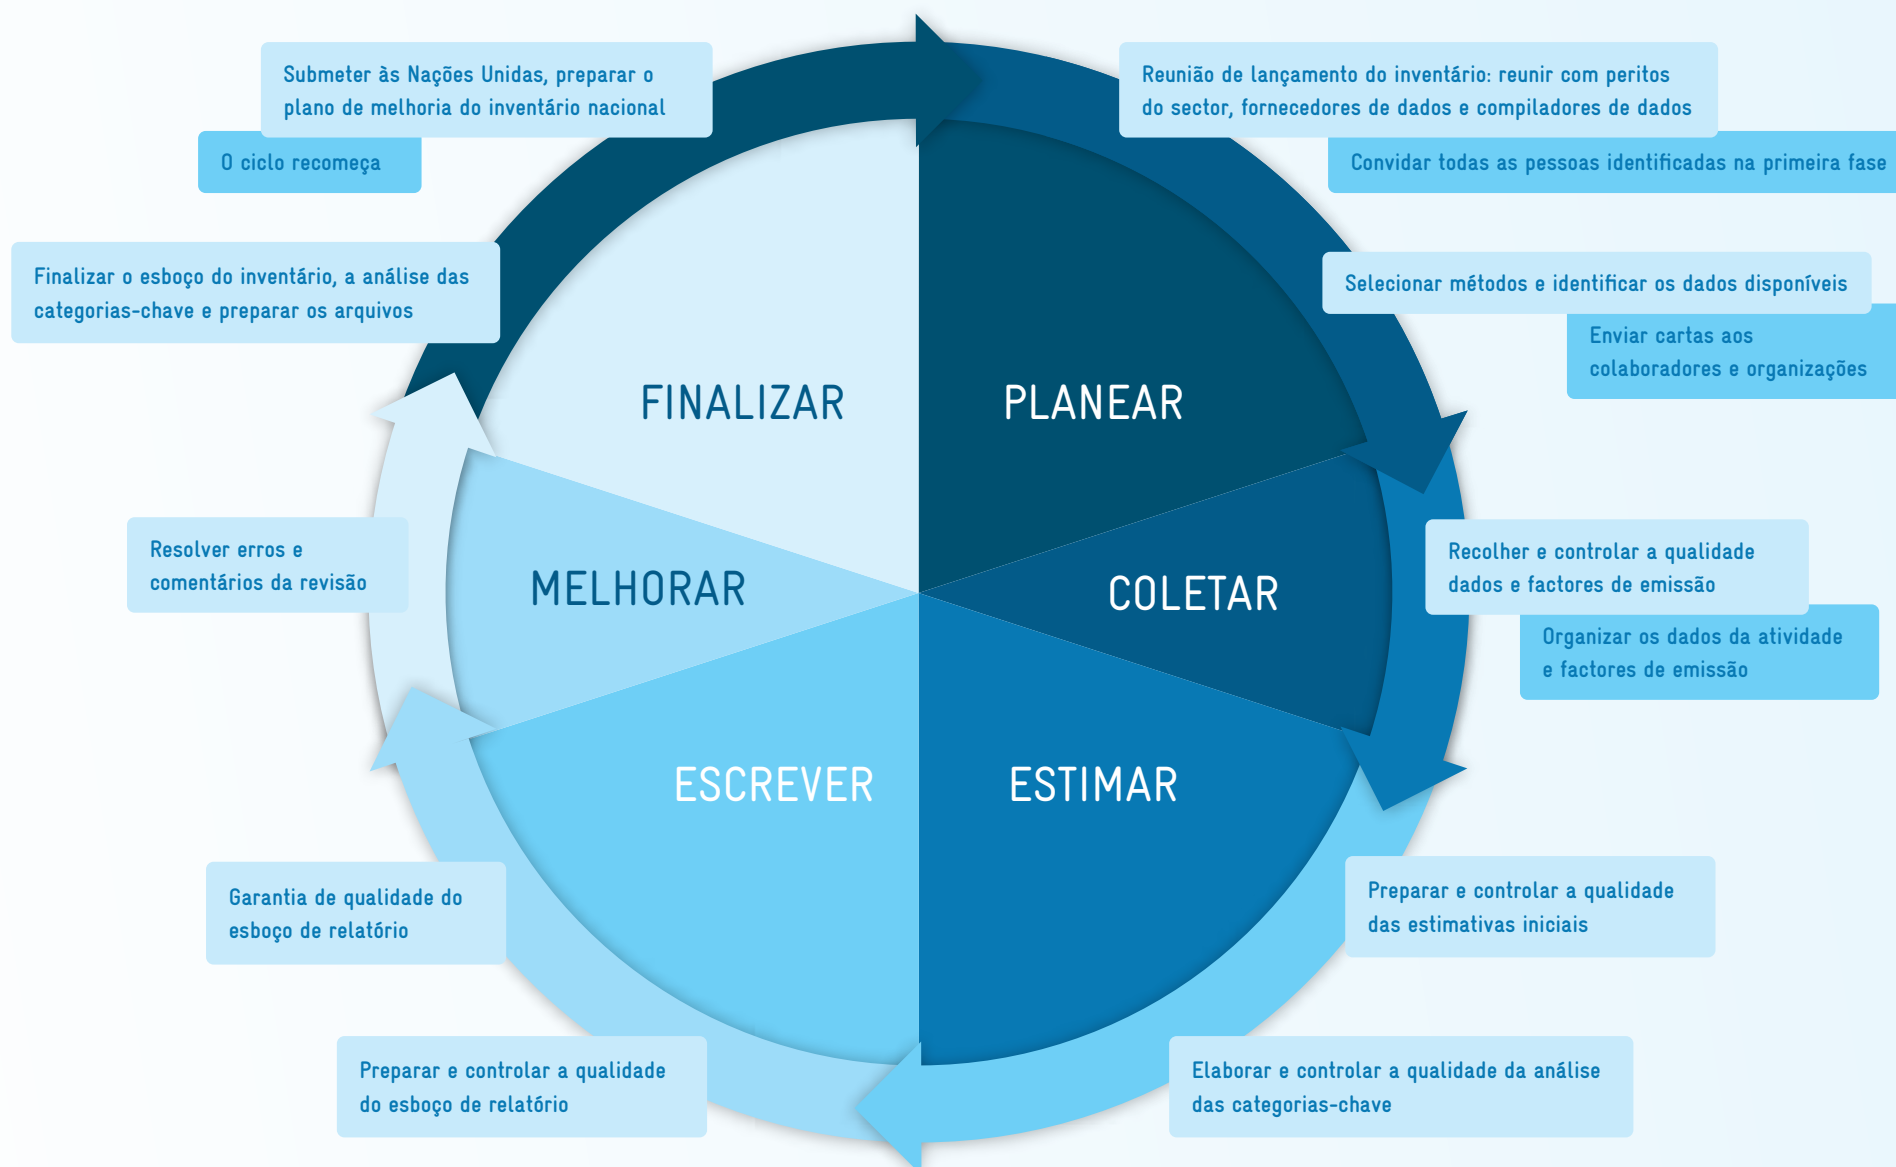 Submeter às Nações Unidas, preparar o
plano de melhoria do inventário nacional
O ciclo recomeça
Reunião de lançamento do inventário: reunir com peritos
do sector, fornecedores de dados e compiladores de dados
Convidar todas as pessoas identificadas na primeira fase
Finalizar o esboço do inventário, a análise das
categorias-chave e preparar os arquivos
Selecionar métodos e identificar os dados disponíveis
Enviar cartas aos
colaboradores e organizações
FINALIZAR
PLANEAR
Resolver erros e
comentários da revisão
MELHORAR
COLETAR
Recolher e controlar a qualidade
dados e factores de emissão
Organizar os dados da atividade
e factores de emissão
ESCREVER
ESTIMAR
Garantia de qualidade do
esboço de relatório
Preparar e controlar a qualidade
das estimativas iniciais
Preparar e controlar a qualidade
do esboço de relatório
Elaborar e controlar a qualidade da análise
das categorias-chave